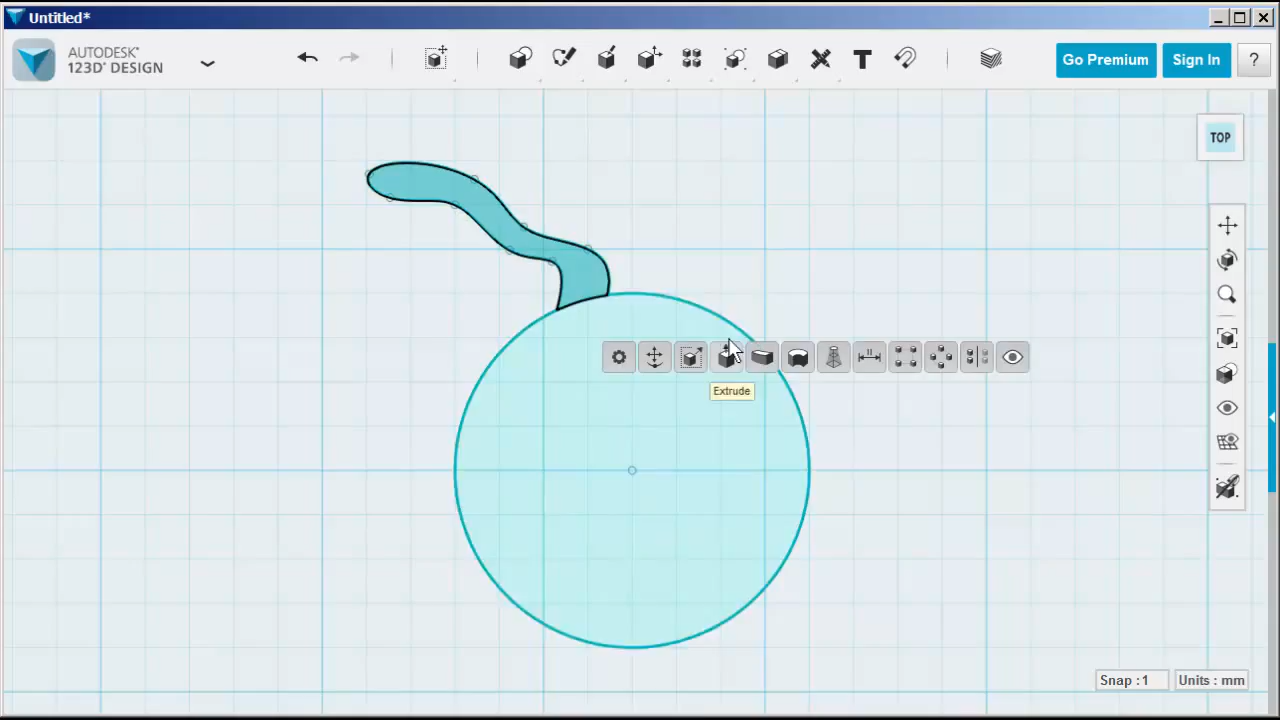 Untitled*
AUTODESK®
123D® DESIGN
Go Premium
Sign In
?
TOP
Extrude
Snap : 1
Units : mm